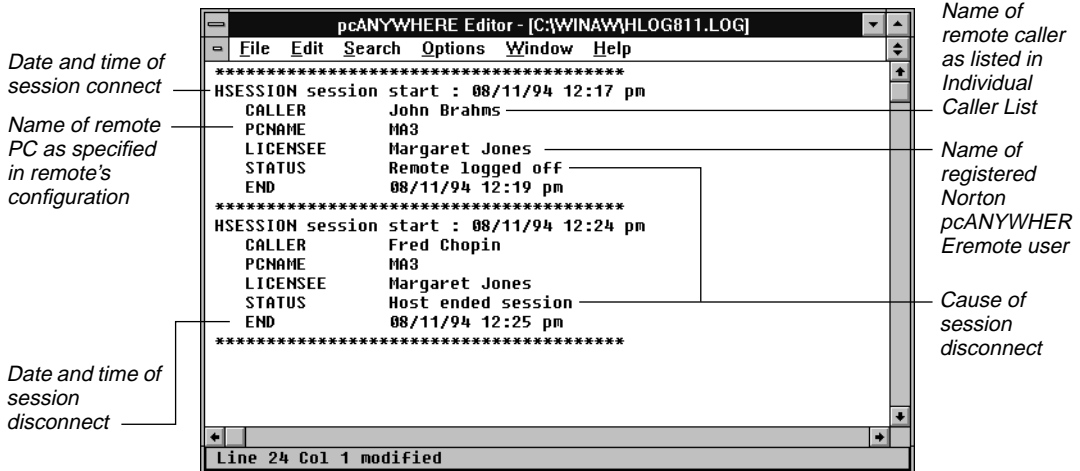 pcANYWHERE Editor - [C:\WINAW\HLOG811.LOG]
File Edit Search Options Window Help
****************************************
HSESSION session start : 08/11/94 12:17 pm
CALLER John Brahms
PCNAME MA3
LICENSEE Margaret Jones
STATUS Remote logged off
END 08/11/94 12:19 pm
****************************************
HSESSION session start : 08/11/94 12:24 pm
CALLER Fred Chopin
PCNAME MA3
LICENSEE Margaret Jones
STATUS Host ended session
END 08/11/94 12:25 pm
****************************************
Line 24 Col 1 modified
Date and time of
session connect
Name of remote
PC as specified
in remote's
configuration
Date and time of
session
disconnect
Name of
remote caller
as listed in
Individual
Caller List
Name of
registered
Norton
pcANYWHER
Eremote user
Cause of
session
disconnect